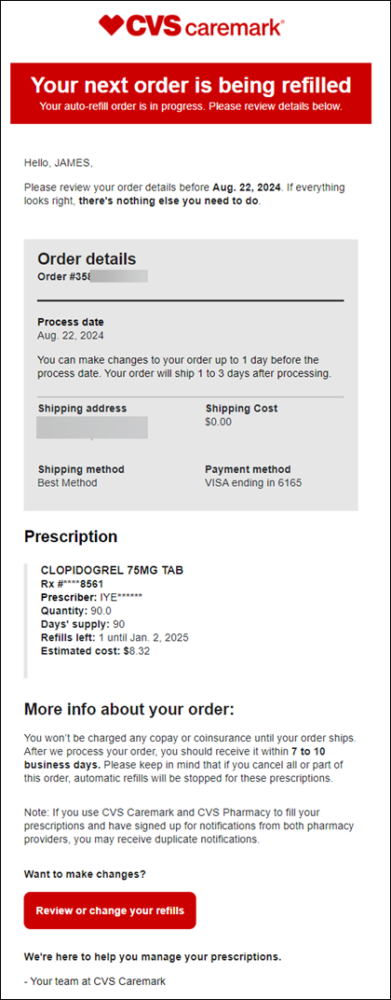 CVS caremark®
Your next order is being refilled
Your auto-refill order is in progress. Please review details below.
Hello, JAMES,
Please review your order details before Aug. 22, 2024. If everything
looks right, there's nothing else you need to do.
Order details
Order #358
Process date
Aug. 22, 2024
You can make changes to your order up to 1 day before the
process date. Your order will ship 1 to 3 days after processing.
Shipping address
Shipping Cost
$0.00
Shipping method
Best Method
Payment method
VISA ending in 6165
Prescription
CLOPIDOGREL 75MG TAB
Rx #****8561
Prescriber: IYE******
Quantity: 90.0
Days' supply: 90
Refills left: 1 until Jan. 2, 2025
Estimated cost: $8.32
More info about your order:
You won't be charged any copay or coinsurance until your order ships.
After we process your order, you should receive it within 7 to 10
business days. Please keep in mind that if you cancel all or part of
this order, automatic refills will be stopped for these prescriptions.
Note: If you use CVS Caremark and CVS Pharmacy to fill your
prescriptions and have signed up for notifications from both pharmacy
providers, you may receive duplicate notifications.
Want to make changes?
Review or change your refills
We're here to help you manage your prescriptions.
- Your team at CVS Caremark